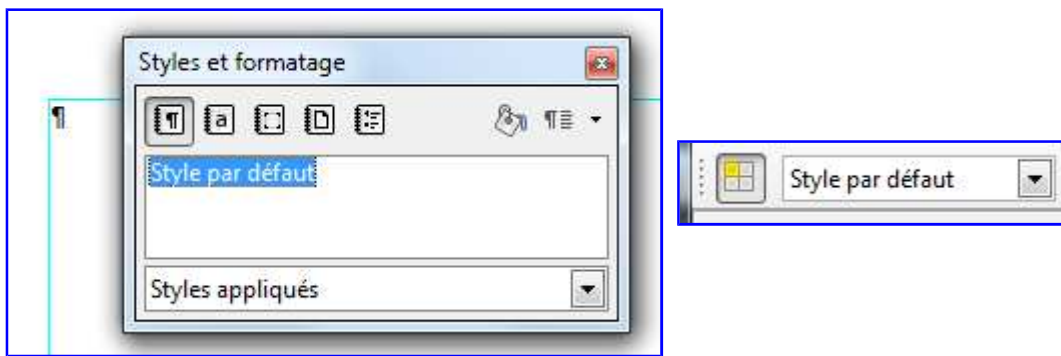 Styles et formatage
¶
Style par défaut
Styles appliqués
Style par défaut